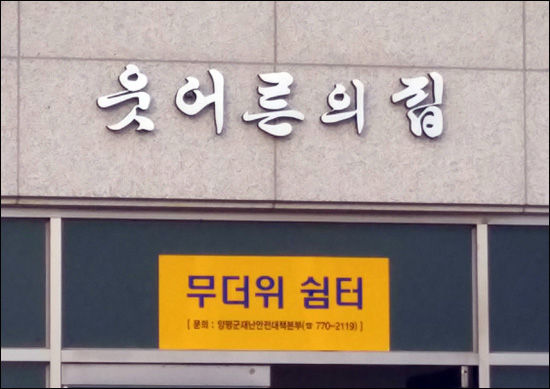 웃어른의집
무더위 쉼터
[ 문의 : 양평군재난안전대책본부(☎ 770-2119) ]